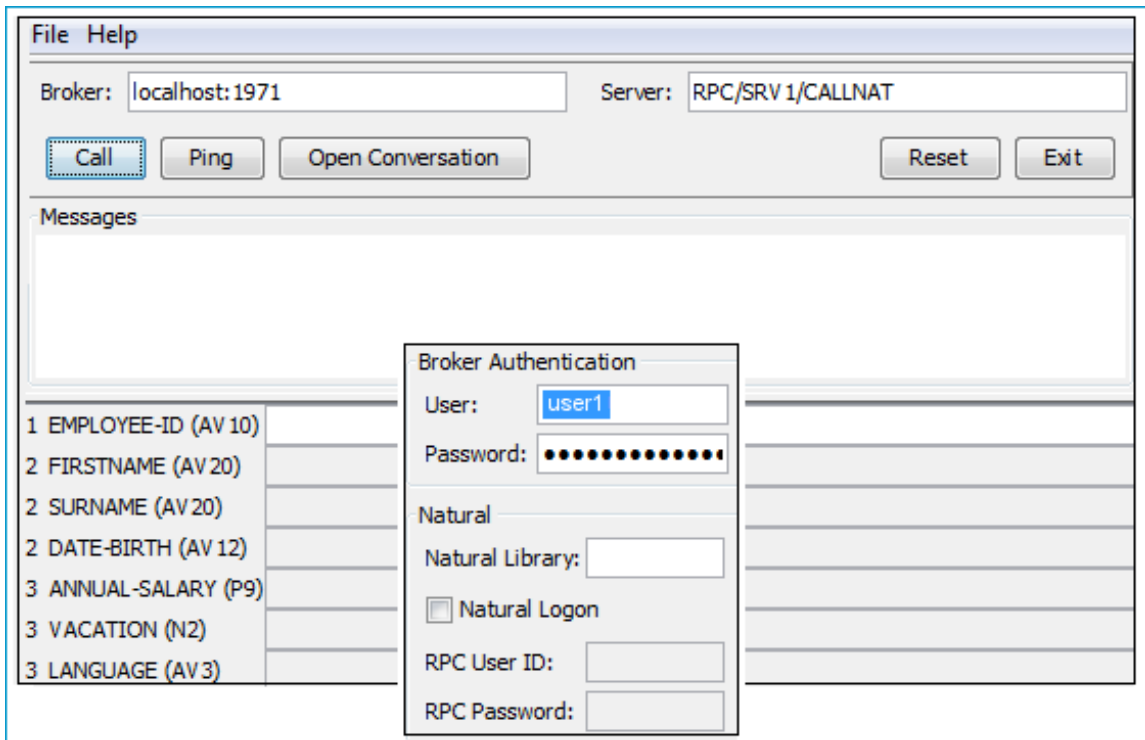 File Help
Broker: localhost:1971 Server: RPC/SRV1/CALLNAT
Call Ping Open Conversation Reset Exit
Messages
Broker Authentication
User: user1
Password: ●●●●●●●●●●●●●
1 EMPLOYEE-ID (AV10)
2 FIRSTNAME (AV20)
2 SURNAME (AV20)
2 DATE-BIRTH (AV12)
3 ANNUAL-SALARY (P9)
3 VACATION (N2)
3 LANGUAGE (AV3)
Natural
Natural Library:
Natural Logon
RPC User ID:
RPC Password: